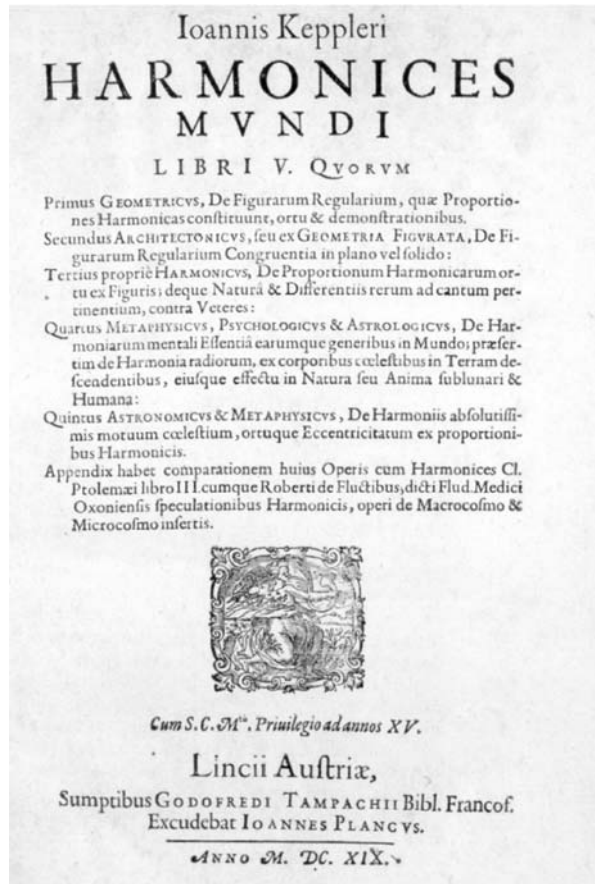 Ioannis Keppleri
HARMONICES
MVNDI
LIBRI V. QVORVM
Primus GEOMETRICVS, De Figurarum Regularium, quæ Proportio-
nes Harmonicas conſtituunt, ortu & demonſtrationibus.
Secundus ARCHITECTONICVS, ſeu ex GEOMETRIA FIGVRATA, De Fi-
gurarum Regularium Congruentia in plano vel ſolido:
Tertius propriè HARMONICVS, De Proportionum Harmonicarum or-
tu ex Figuris; deque Naturâ & Differentiis rerum ad cantum per-
tinentium, contra Veteres:
Quartus METAPHYSICVS, PSYCHOLOGICVS & ASTROLOGICVS, De Har-
moniarum mentali Eſſentiâ earumque generibus in Mundo; præſer-
tim de Harmonia radiorum, ex corporibus cœleſtibus in Terram de-
ſcendentibus, eiuſque effectu in Natura ſeu Anima ſublunari &
Humana:
Quintus ASTRONOMICVS & METAPHYSICVS, De Harmoniis abſolutiſſi-
mis motuum cœleſtium, ortuque Eccentricitatum ex proportioni-
bus Harmonicis.
Appendix habet comparationem huius Operis cum Harmonices Cl.
Ptolemæi libro III. cumque Roberti de Fluctibus, dicti Flud. Medici
Oxonienſis ſpeculationibus Harmonicis, operi de Macrocoſmo &
Microcoſmo inſertis.
Cum S. C. Mtis. Priuilegio ad annos XV.
Lincii Auſtriæ,
Sumptibus GODOFREDI TAMPACHII Bibl. Francof.
Excudebat IOANNES PLANCVS.
ANNO M. DC. XIX.